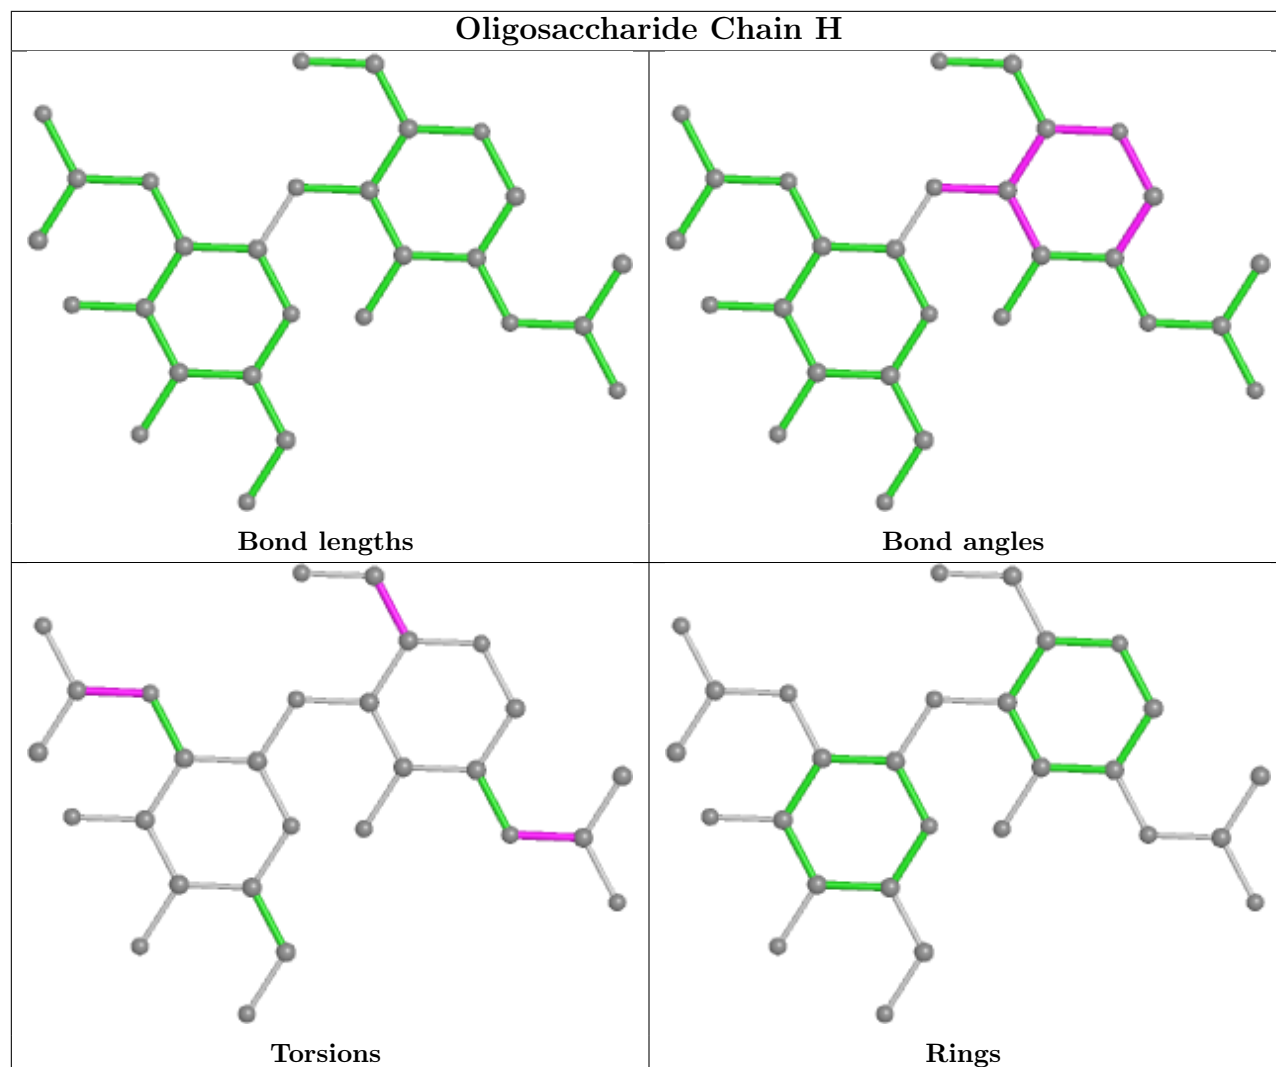 Oligosaccharide Chain H
Bond lengths
Bond angles
Torsions
Rings